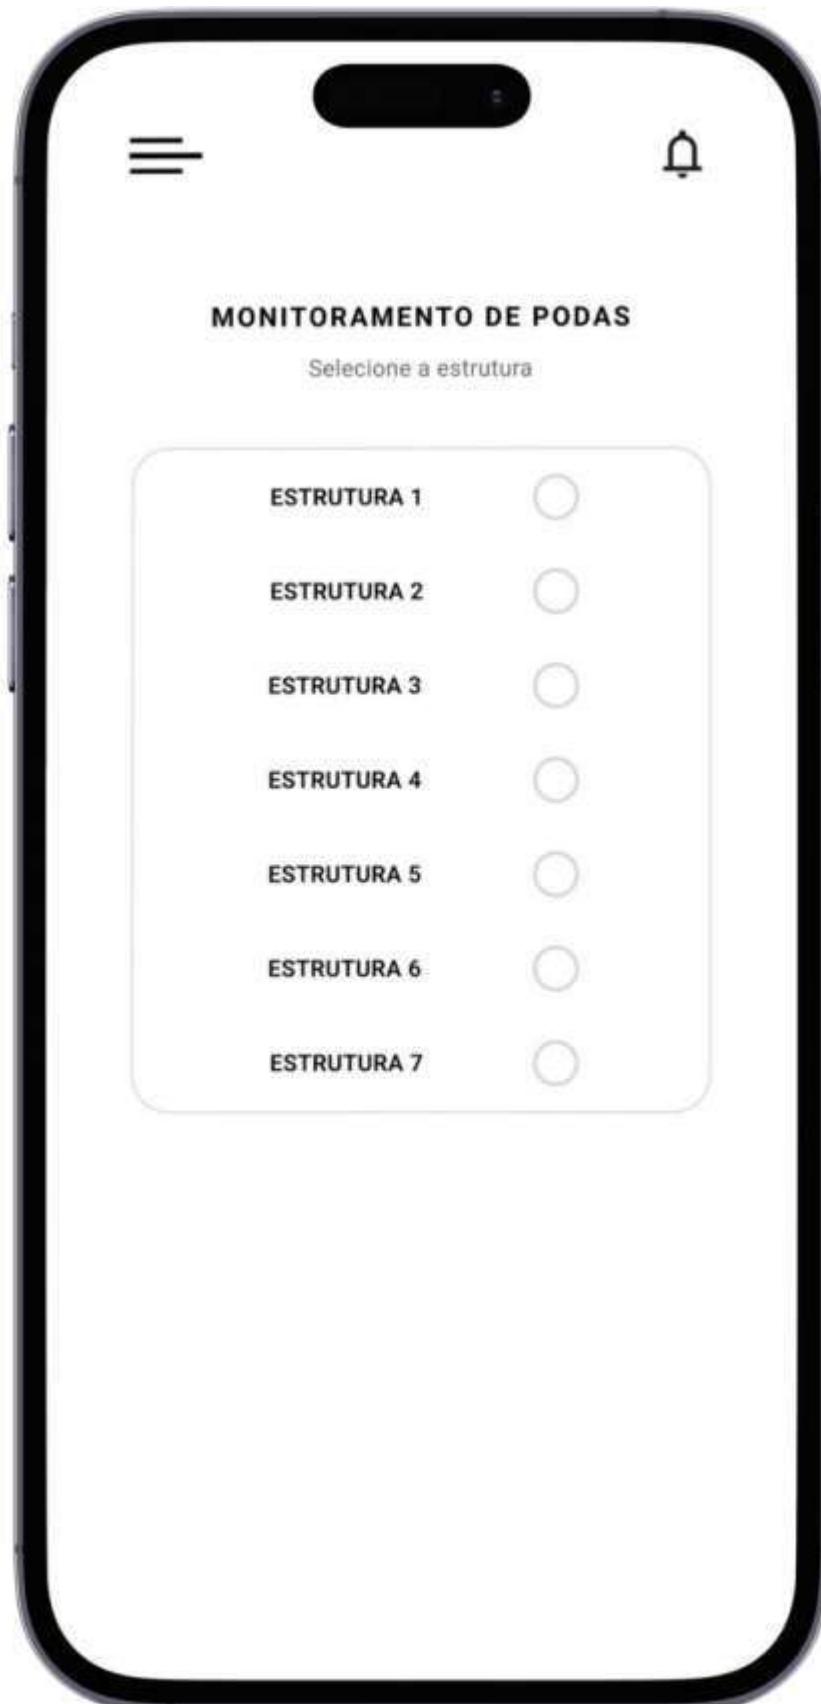 MONITORAMENTO DE PODAS
Selecione a estrutura
ESTRUTURA 1
ESTRUTURA 2
ESTRUTURA 3
ESTRUTURA 4
ESTRUTURA 5
ESTRUTURA 6
ESTRUTURA 7